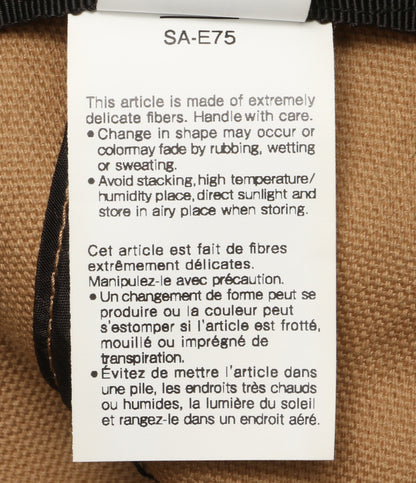 SA-E75
This article is made of extremely
delicate fibers. Handle with care.
• Change in shape may occur or
colormay fade by rubbing, wetting
or sweating.
• Avoid stacking, high temperature/
humidity place, direct sunlight and
store in airy place when storing.
Cet article est fait de fibres
extrêmement délicates.
Manipulez-le avec précaution.
• Un changement de forme peut se
produire ou la couleur peut
s'estomper si l'article est frotté,
mouillé ou imprégné de
transpiration.
• Évitez de mettre l'article dans
une pile, les endroits très chauds
ou humides, la lumière du soleil
et rangez-le dans un endroit aéré.